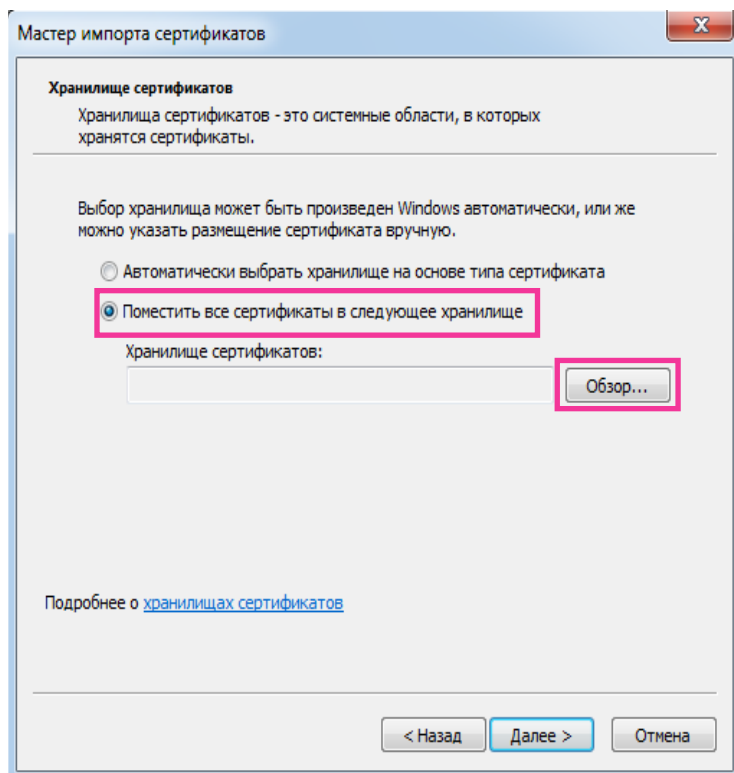 Мастер импорта сертификатов
X
Хранилище сертификатов
Хранилища сертификатов - это системные области, в которых
хранятся сертификаты.
Выбор хранилища может быть произведен Windows автоматически, или же
можно указать размещение сертификата вручную.
Автоматически выбрать хранилище на основе типа сертификата
Поместить все сертификаты в следующее хранилище
Хранилище сертификатов:
Обзор...
Подробнее о хранилищах сертификатов
< Назад Далее > Отмена